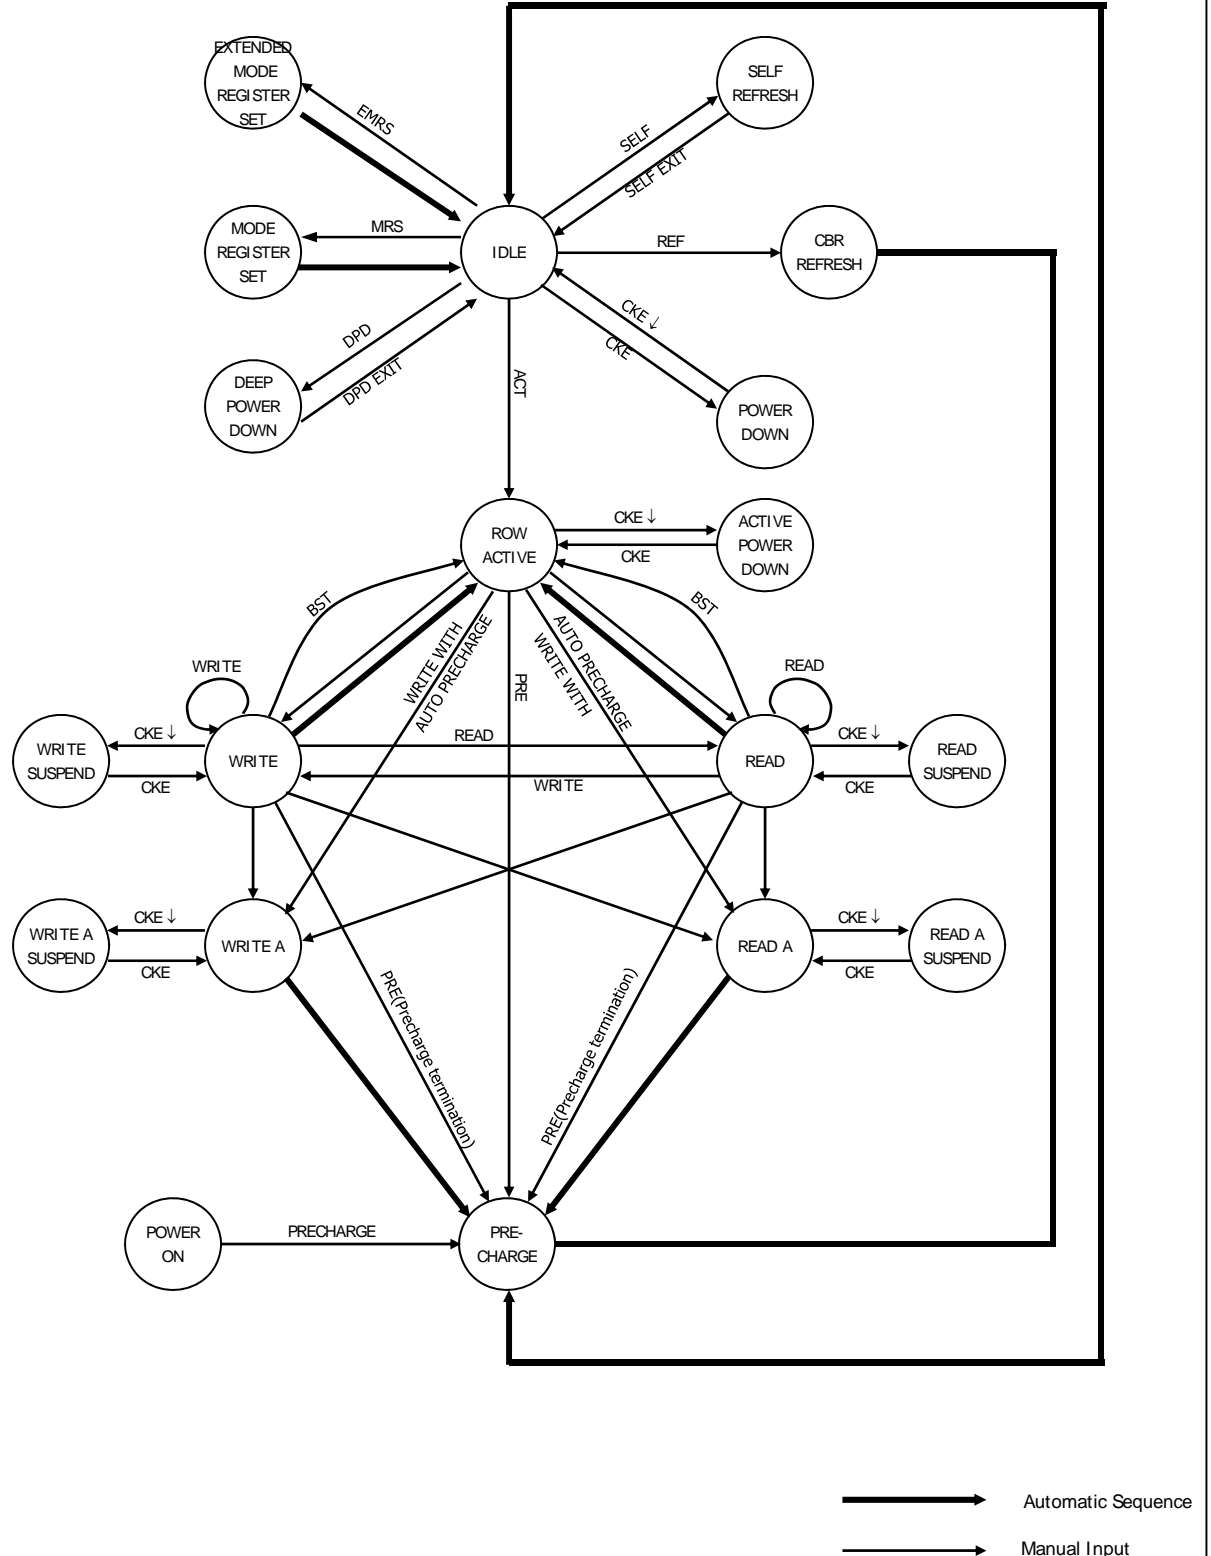 EXTENDED
MODE
REGISTER
SET
SELF
REFRESH
EMRS
SELF
SELF EXIT
MODE
REGISTER
SET
MRS
IDLE
REF
CBR
REFRESH
DPD
DPD EXIT
CKE ↓
CKE
DEEP
POWER
DOWN
ACT
POWER
DOWN
ROW
ACTIVE
CKE ↓
CKE
ACTIVE
POWER
DOWN
BST
BST
WRITE WITH
AUTO PRECHARGE
PRE
AUTO PRECHARGE
WRITE WITH
WRITE
READ
WRITE
SUSPEND
CKE ↓
CKE
WRITE
READ
WRITE
READ
CKE ↓
CKE
READ
SUSPEND
WRITE A
SUSPEND
CKE ↓
CKE
WRITE A
READ A
CKE ↓
CKE
READ A
SUSPEND
PRE(Precharge termination)
PRE(Precharge termination)
POWER
ON
PRECHARGE
PRE-
CHARGE
Automatic Sequence
Manual Input